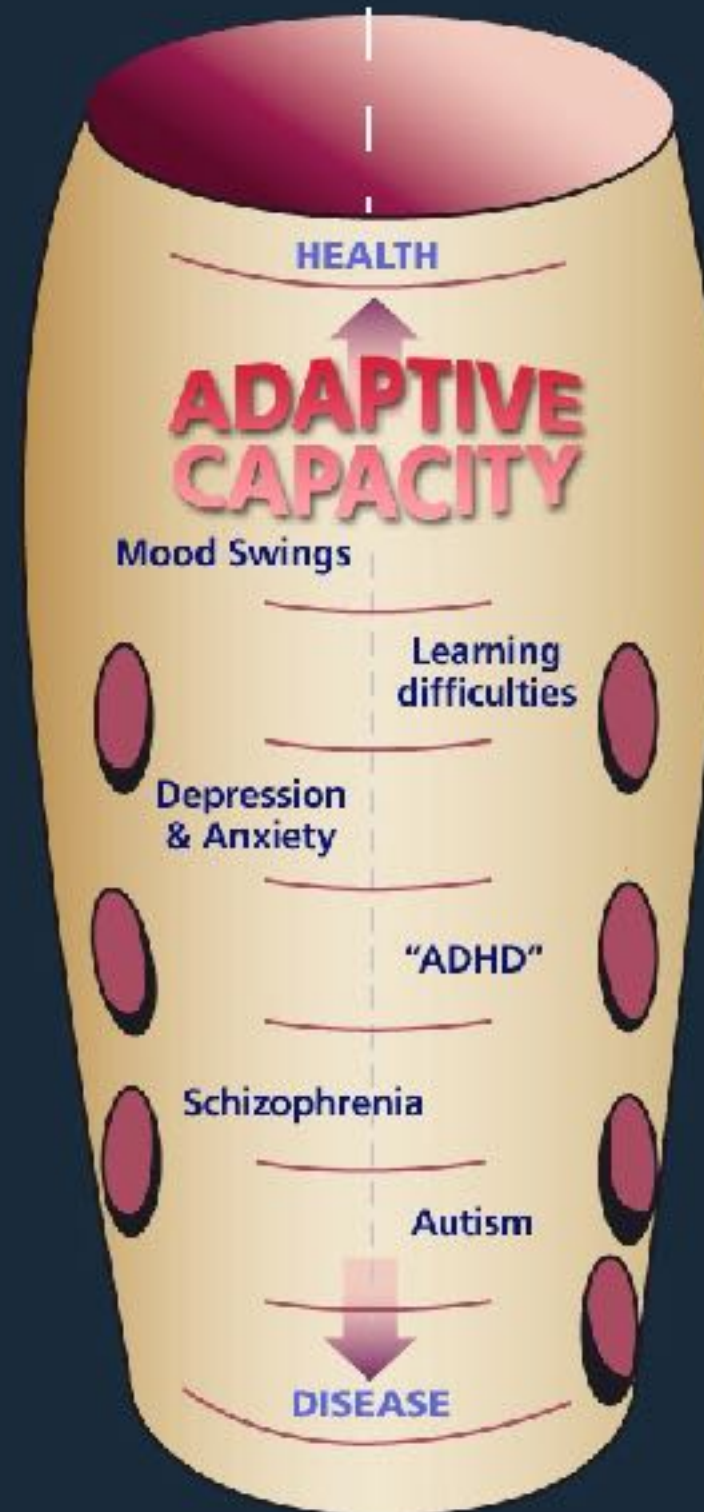 HEALTH
ADAPTIVE
CAPACITY
Mood Swings
Learning
difficulties
Depression
& Anxiety
“ADHD”
Schizophrenia
Autism
DISEASE